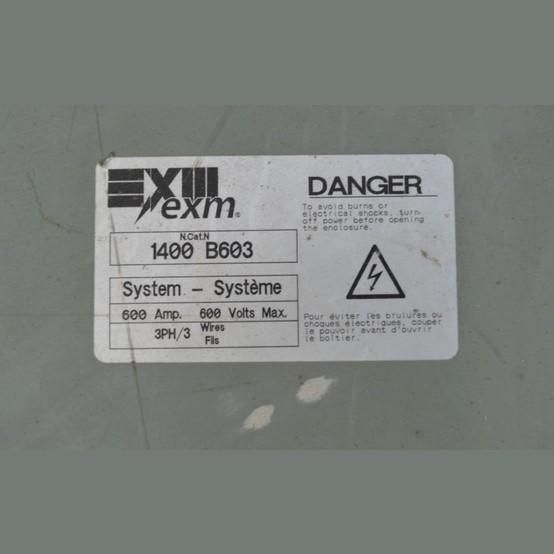 EXM
exm®
N.Cat.N
1400 B603
System - Système
600 Amp. 600 Volts Max.
3PH/3 Wires
Fils
DANGER
To avoid burns or
electrical shocks, turn-
off power before opening
the enclosure.
Pour éviter les brulures ou
choques électriques, couper
le pouvoir avant d'ouvrir
le boîtier.